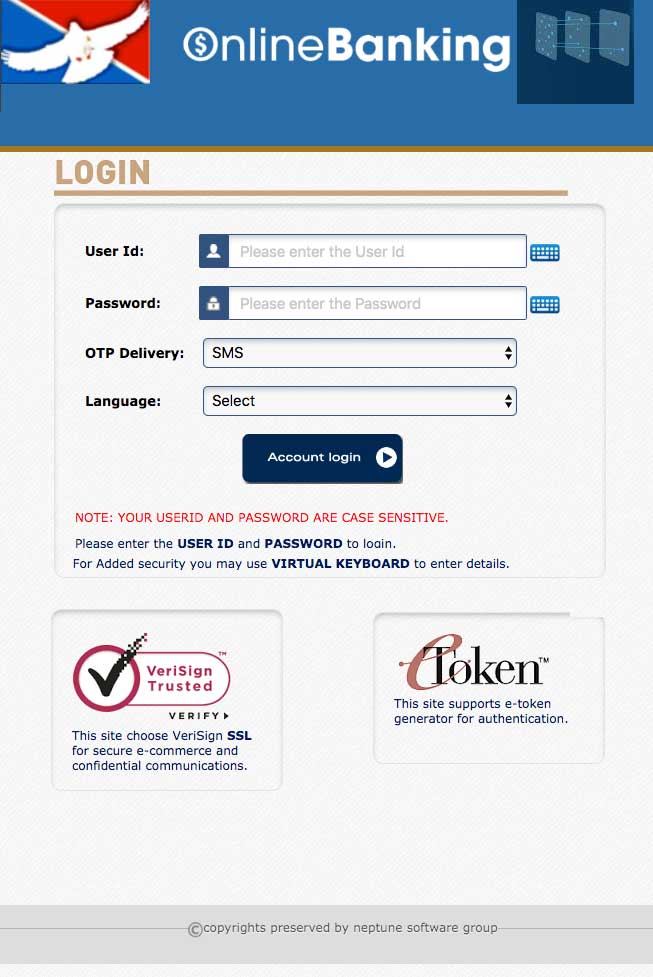 OnlineBanking
LOGIN
User Id:
Please enter the User Id
Password:
Please enter the Password
OTP Delivery:
SMS
Language:
Select
Account login
NOTE: YOUR USERID AND PASSWORD ARE CASE SENSITIVE.
Please enter the USER ID and PASSWORD to login.
For Added security you may use VIRTUAL KEYBOARD to enter details.
VeriSign™
Trusted
VERIFY
This site choose VeriSign SSL
for secure e-commerce and
confidential communications.
eToken™
This site supports e-token
generator for authentication.
©copyrights preserved by neptune software group